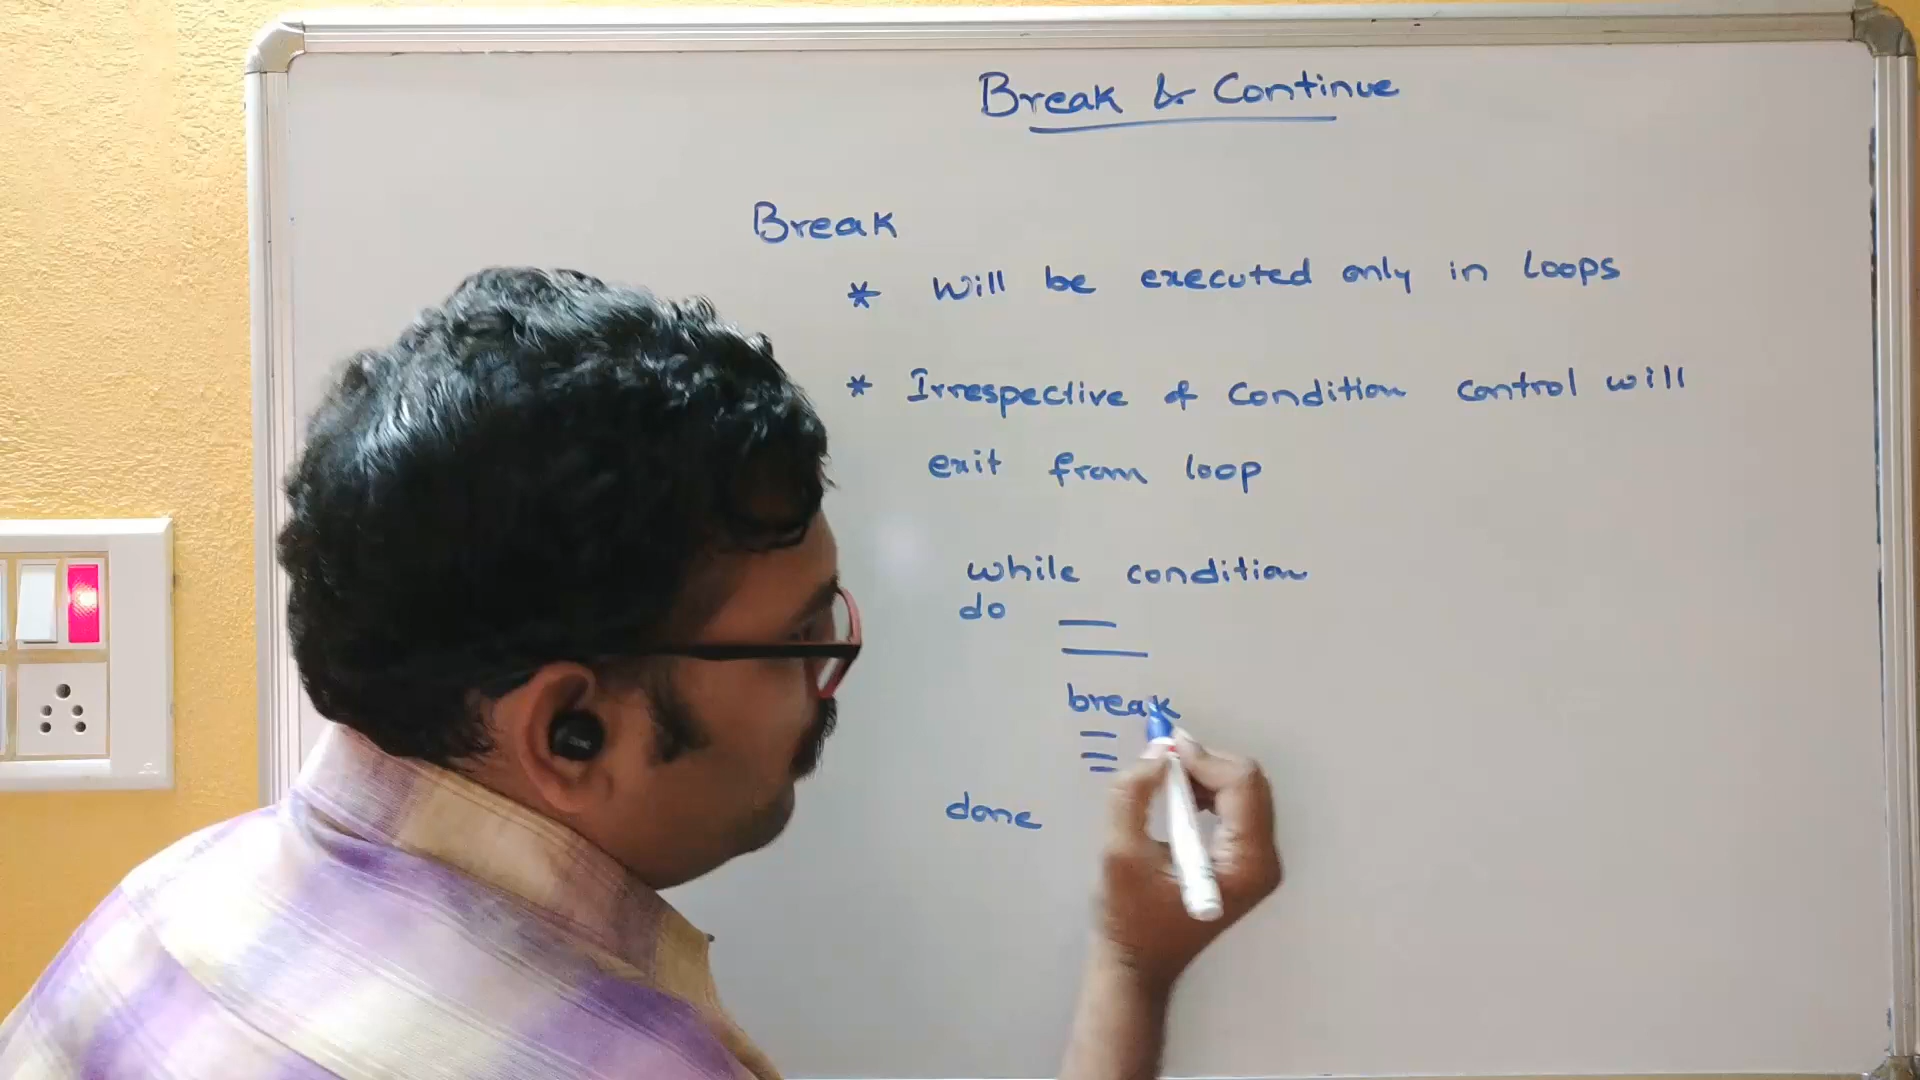 Break & Continue
Break
* Will be executed only in Loops
* Irrespective of Condition control will
exit from loop
while condition
do
break
done